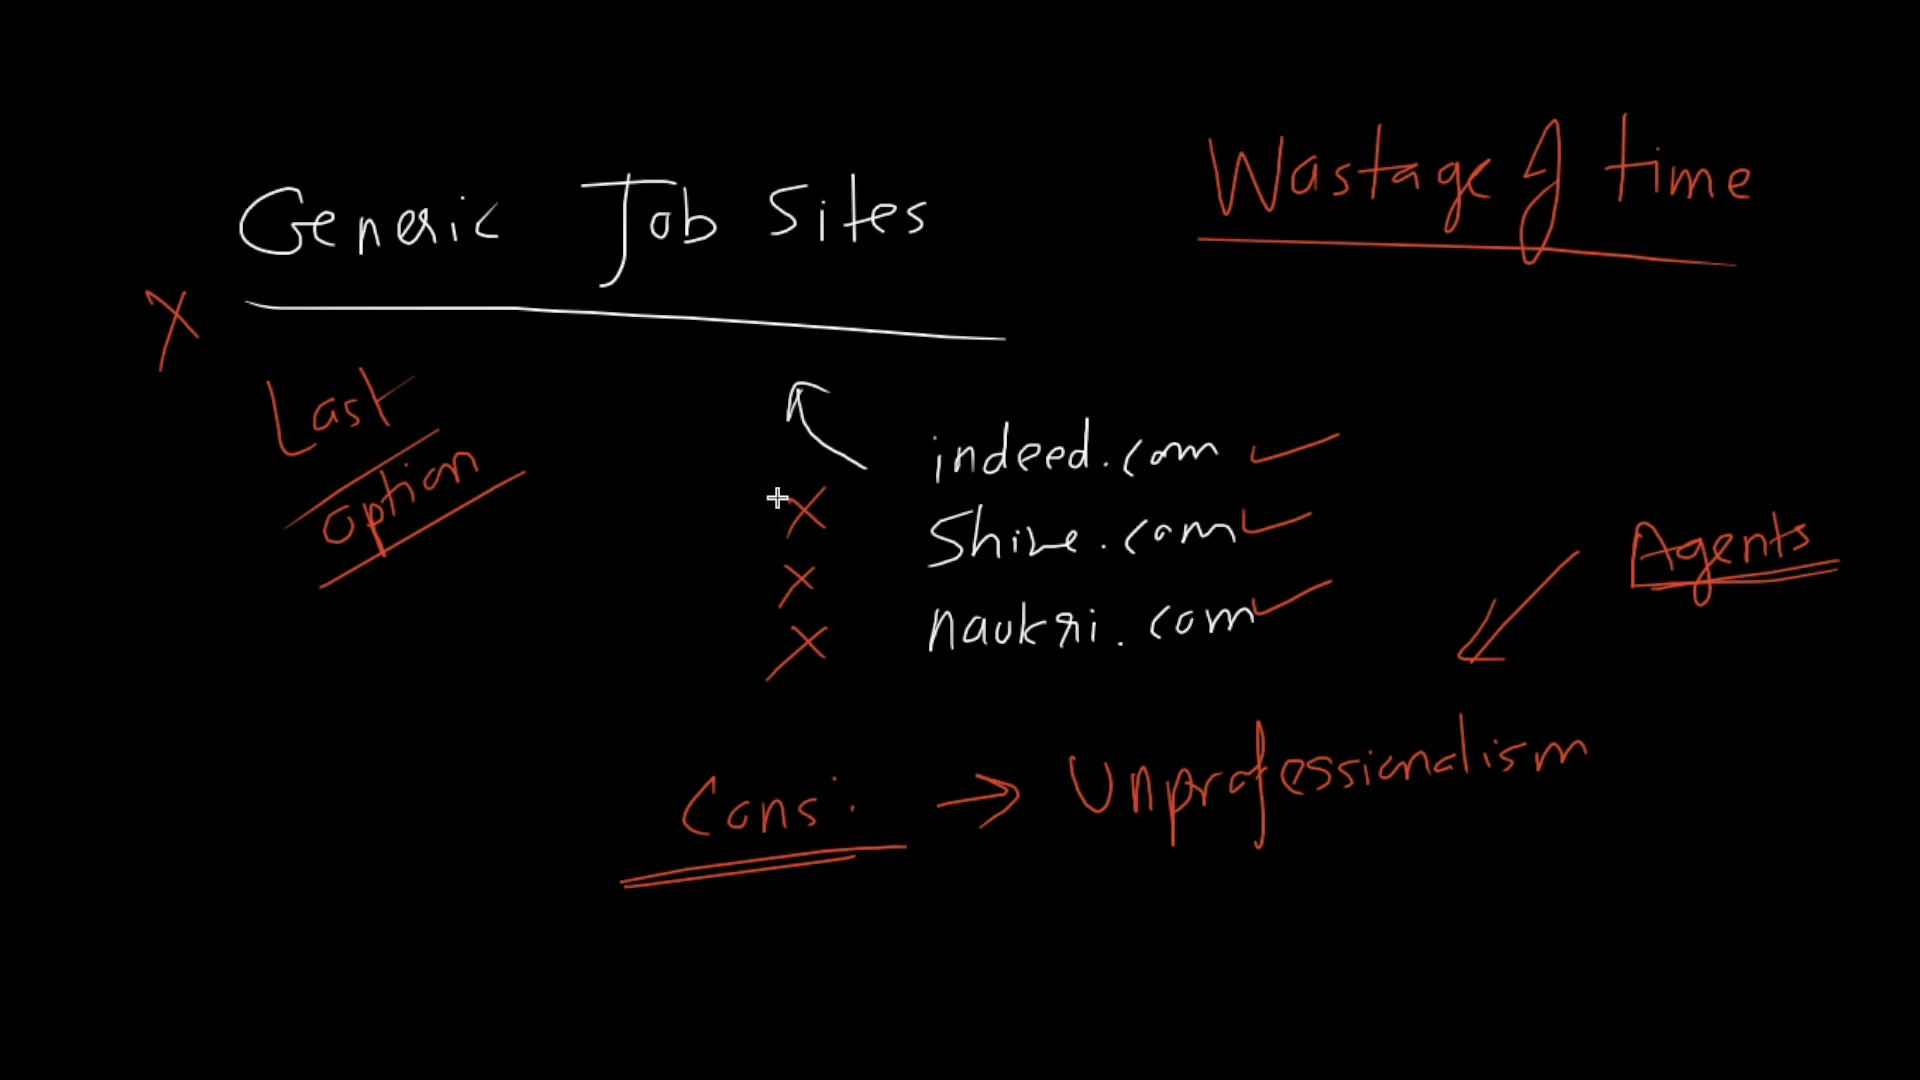 Wastage of time
Generic Job Sites
Last
option
indeed.com
Shine.com
naukri.com
Agents
Cons: → Unprofessionalism